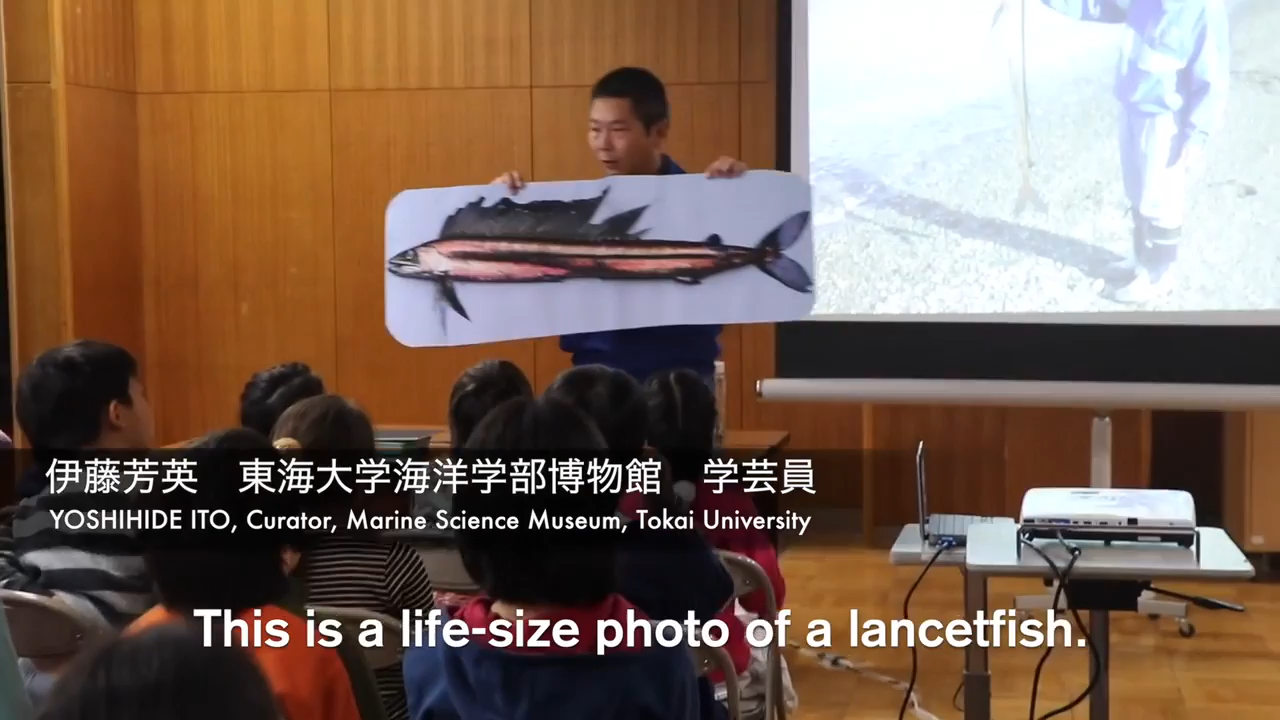 伊藤芳英　東海大学海洋学部博物館　学芸員
YOSHIHIDE ITO, Curator, Marine Science Museum, Tokai University
This is a life-size photo of a lancetfish.